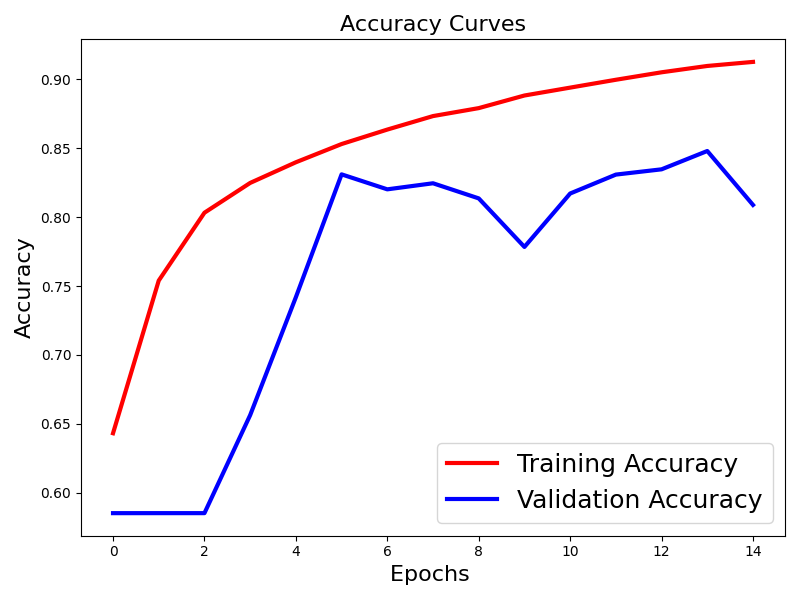 Accuracy Curves
Accuracy
0.90
0.85
0.80
0.75
0.70
0.65
0.60
Training Accuracy
Validation Accuracy
0 2 4 6 8 10 12 14
Epochs